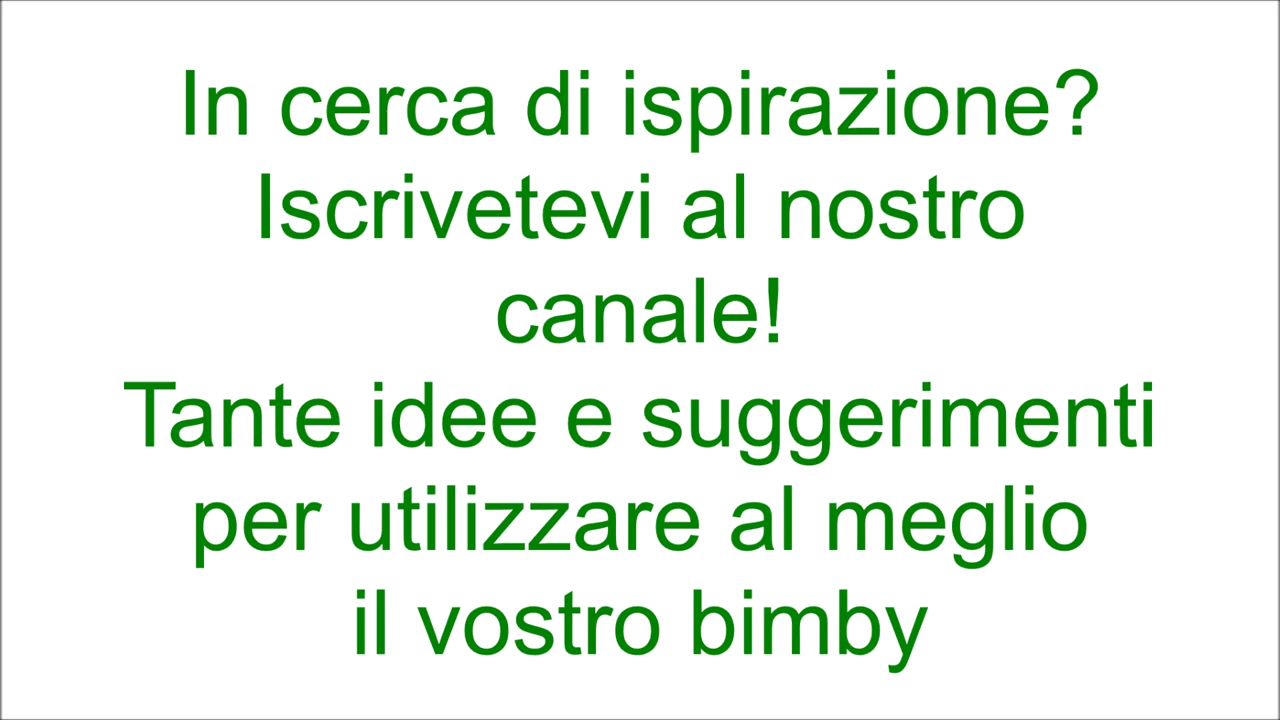 In cerca di ispirazione?
Iscrivetevi al nostro
canale!
Tante idee e suggerimenti
per utilizzare al meglio
il vostro bimby